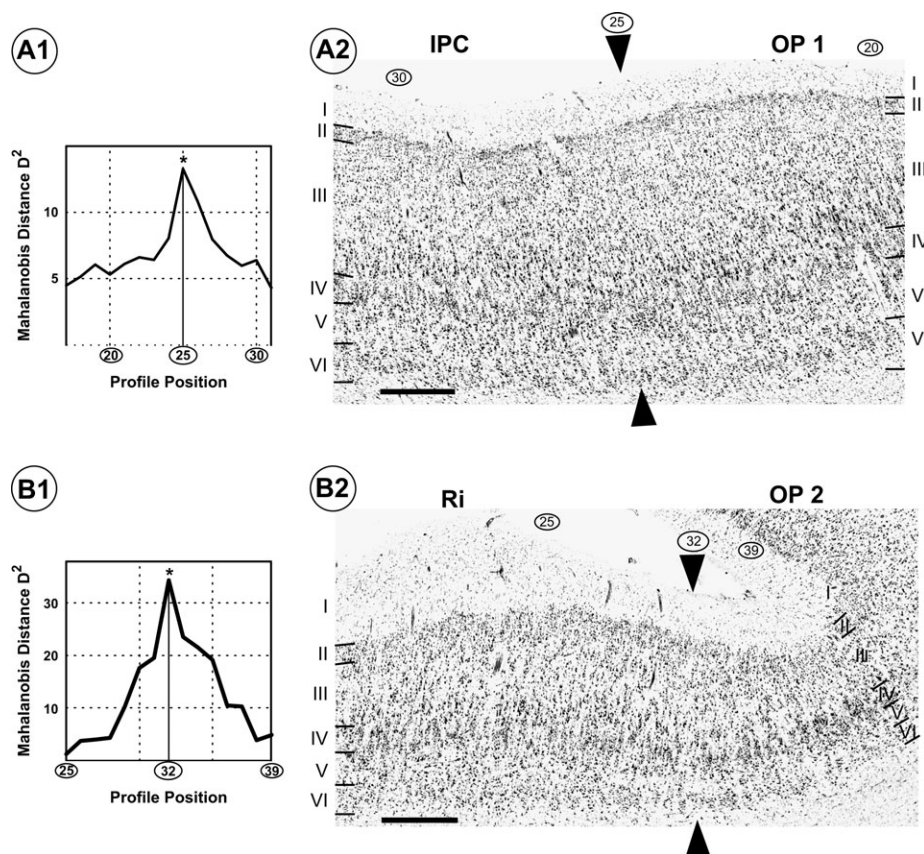 A1
Mahalanobis Distance D2
10
5
*
20
25
30
Profile Position
A2
IPC
25
OP 1
30
20
I
II
III
IV
V
VI
I
II
III
IV
V
V
B1
Mahalanobis Distance D2
30
20
10
*
25
32
39
Profile Position
B2
Ri
OP 2
25
32
39
I
II
III
IV
V
VI
I
II
III
IV
V
VI